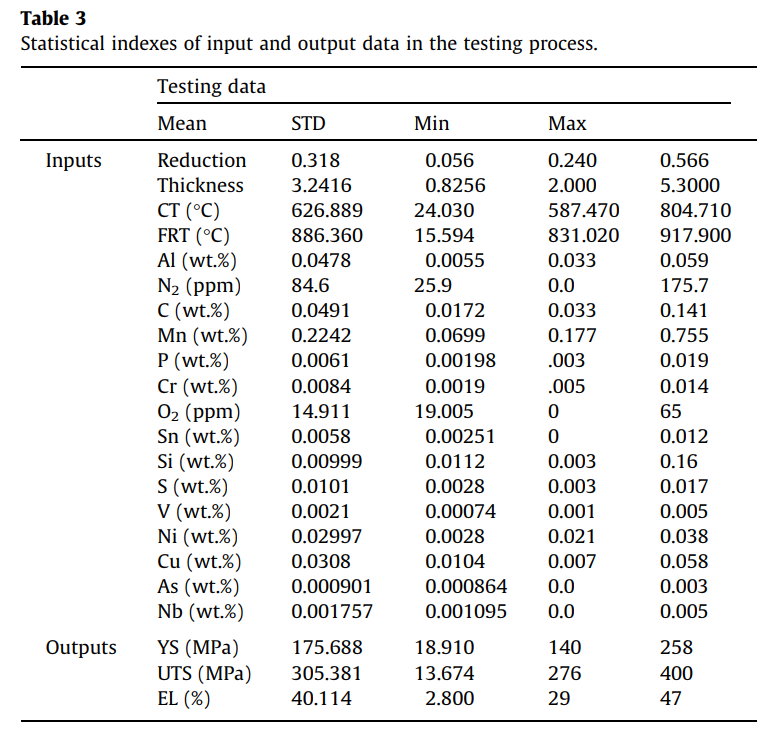 Table 3
Statistical indexes of input and output data in the testing process.
Testing data
Mean STD Min Max
Inputs Reduction 0.318 0.056 0.240 0.566
Thickness 3.2416 0.8256 2.000 5.3000
CT (°C) 626.889 24.030 587.470 804.710
FRT (°C) 886.360 15.594 831.020 917.900
Al (wt.%) 0.0478 0.0055 0.033 0.059
N₂ (ppm) 84.6 25.9 0.0 175.7
C (wt.%) 0.0491 0.0172 0.033 0.141
Mn (wt.%) 0.2242 0.0699 0.177 0.755
P (wt.%) 0.0061 0.00198 .003 0.019
Cr (wt.%) 0.0084 0.0019 .005 0.014
O₂ (ppm) 14.911 19.005 0 65
Sn (wt.%) 0.0058 0.00251 0 0.012
Si (wt.%) 0.00999 0.0112 0.003 0.16
S (wt.%) 0.0101 0.0028 0.003 0.017
V (wt.%) 0.0021 0.00074 0.001 0.005
Ni (wt.%) 0.02997 0.0028 0.021 0.038
Cu (wt.%) 0.0308 0.0104 0.007 0.058
As (wt.%) 0.000901 0.000864 0.0 0.003
Nb (wt.%) 0.001757 0.001095 0.0 0.005
Outputs YS (MPa) 175.688 18.910 140 258
UTS (MPa) 305.381 13.674 276 400
EL (%) 40.114 2.800 29 47